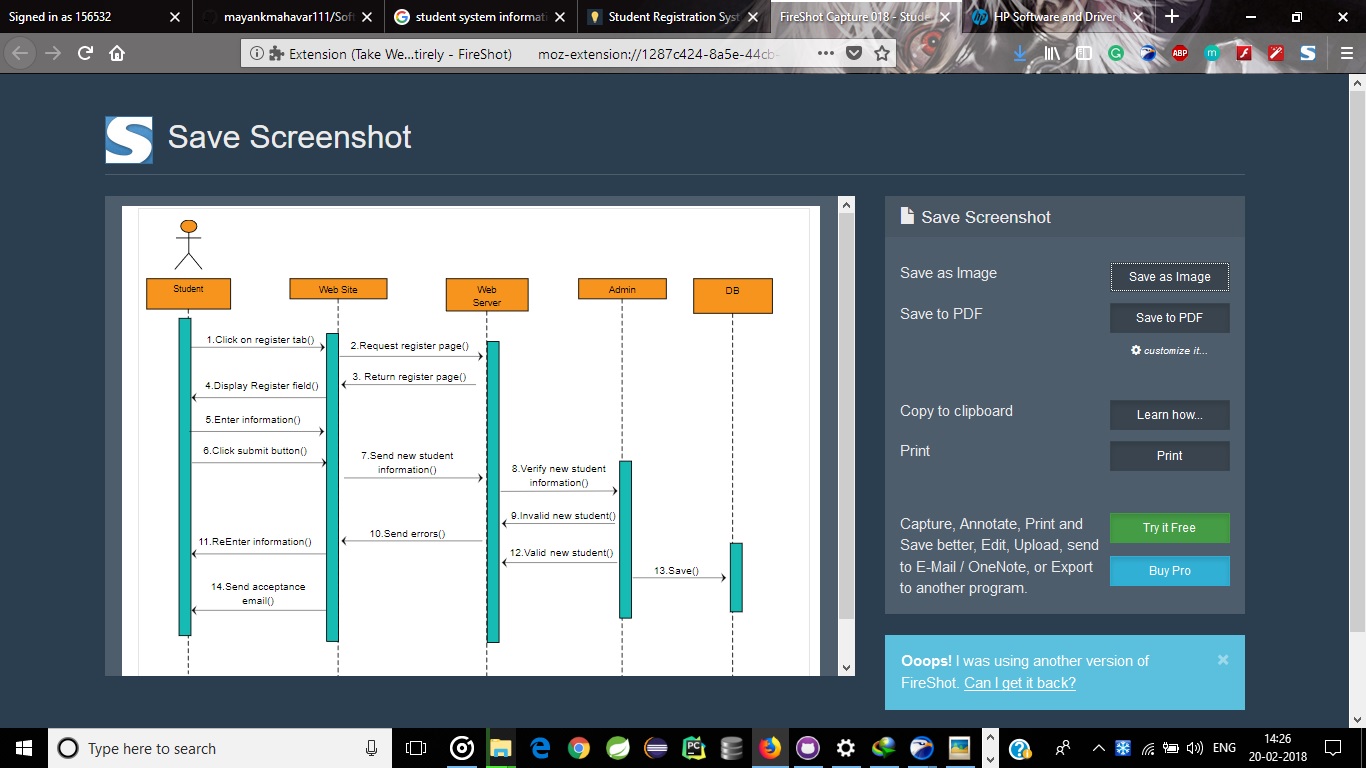 Signed in as 156532
mayankmahavar111/Soft
student system informati
Student Registration Syst
FireShot Capture 018 - Stude
HP Software and Driver
Extension (Take We...tirely - FireShot)
moz-extension://1287c424-8a5e-44cb-
ABP
m
S
Save Screenshot
Student
Web Site
Web
Server
Admin
DB
1.Click on register tab()
2.Request register page()
3. Return register page()
4.Display Register field()
5.Enter information()
6.Click submit button()
7.Send new student
information()
8.Verify new student
information()
9.Invalid new student()
10.Send errors()
11.ReEnter information()
12.Valid new student()
13.Save()
14.Send acceptance
email()
Save Screenshot
Save as Image
Save as Image
Save to PDF
Save to PDF
customize it...
Copy to clipboard
Learn how...
Print
Print
Capture, Annotate, Print and
Save better, Edit, Upload, send
to E-Mail / OneNote, or Export
to another program.
Try it Free
Buy Pro
Ooops! I was using another version of
FireShot. Can I get it back?
Type here to search
PC
ENG
14:26
20-02-2018